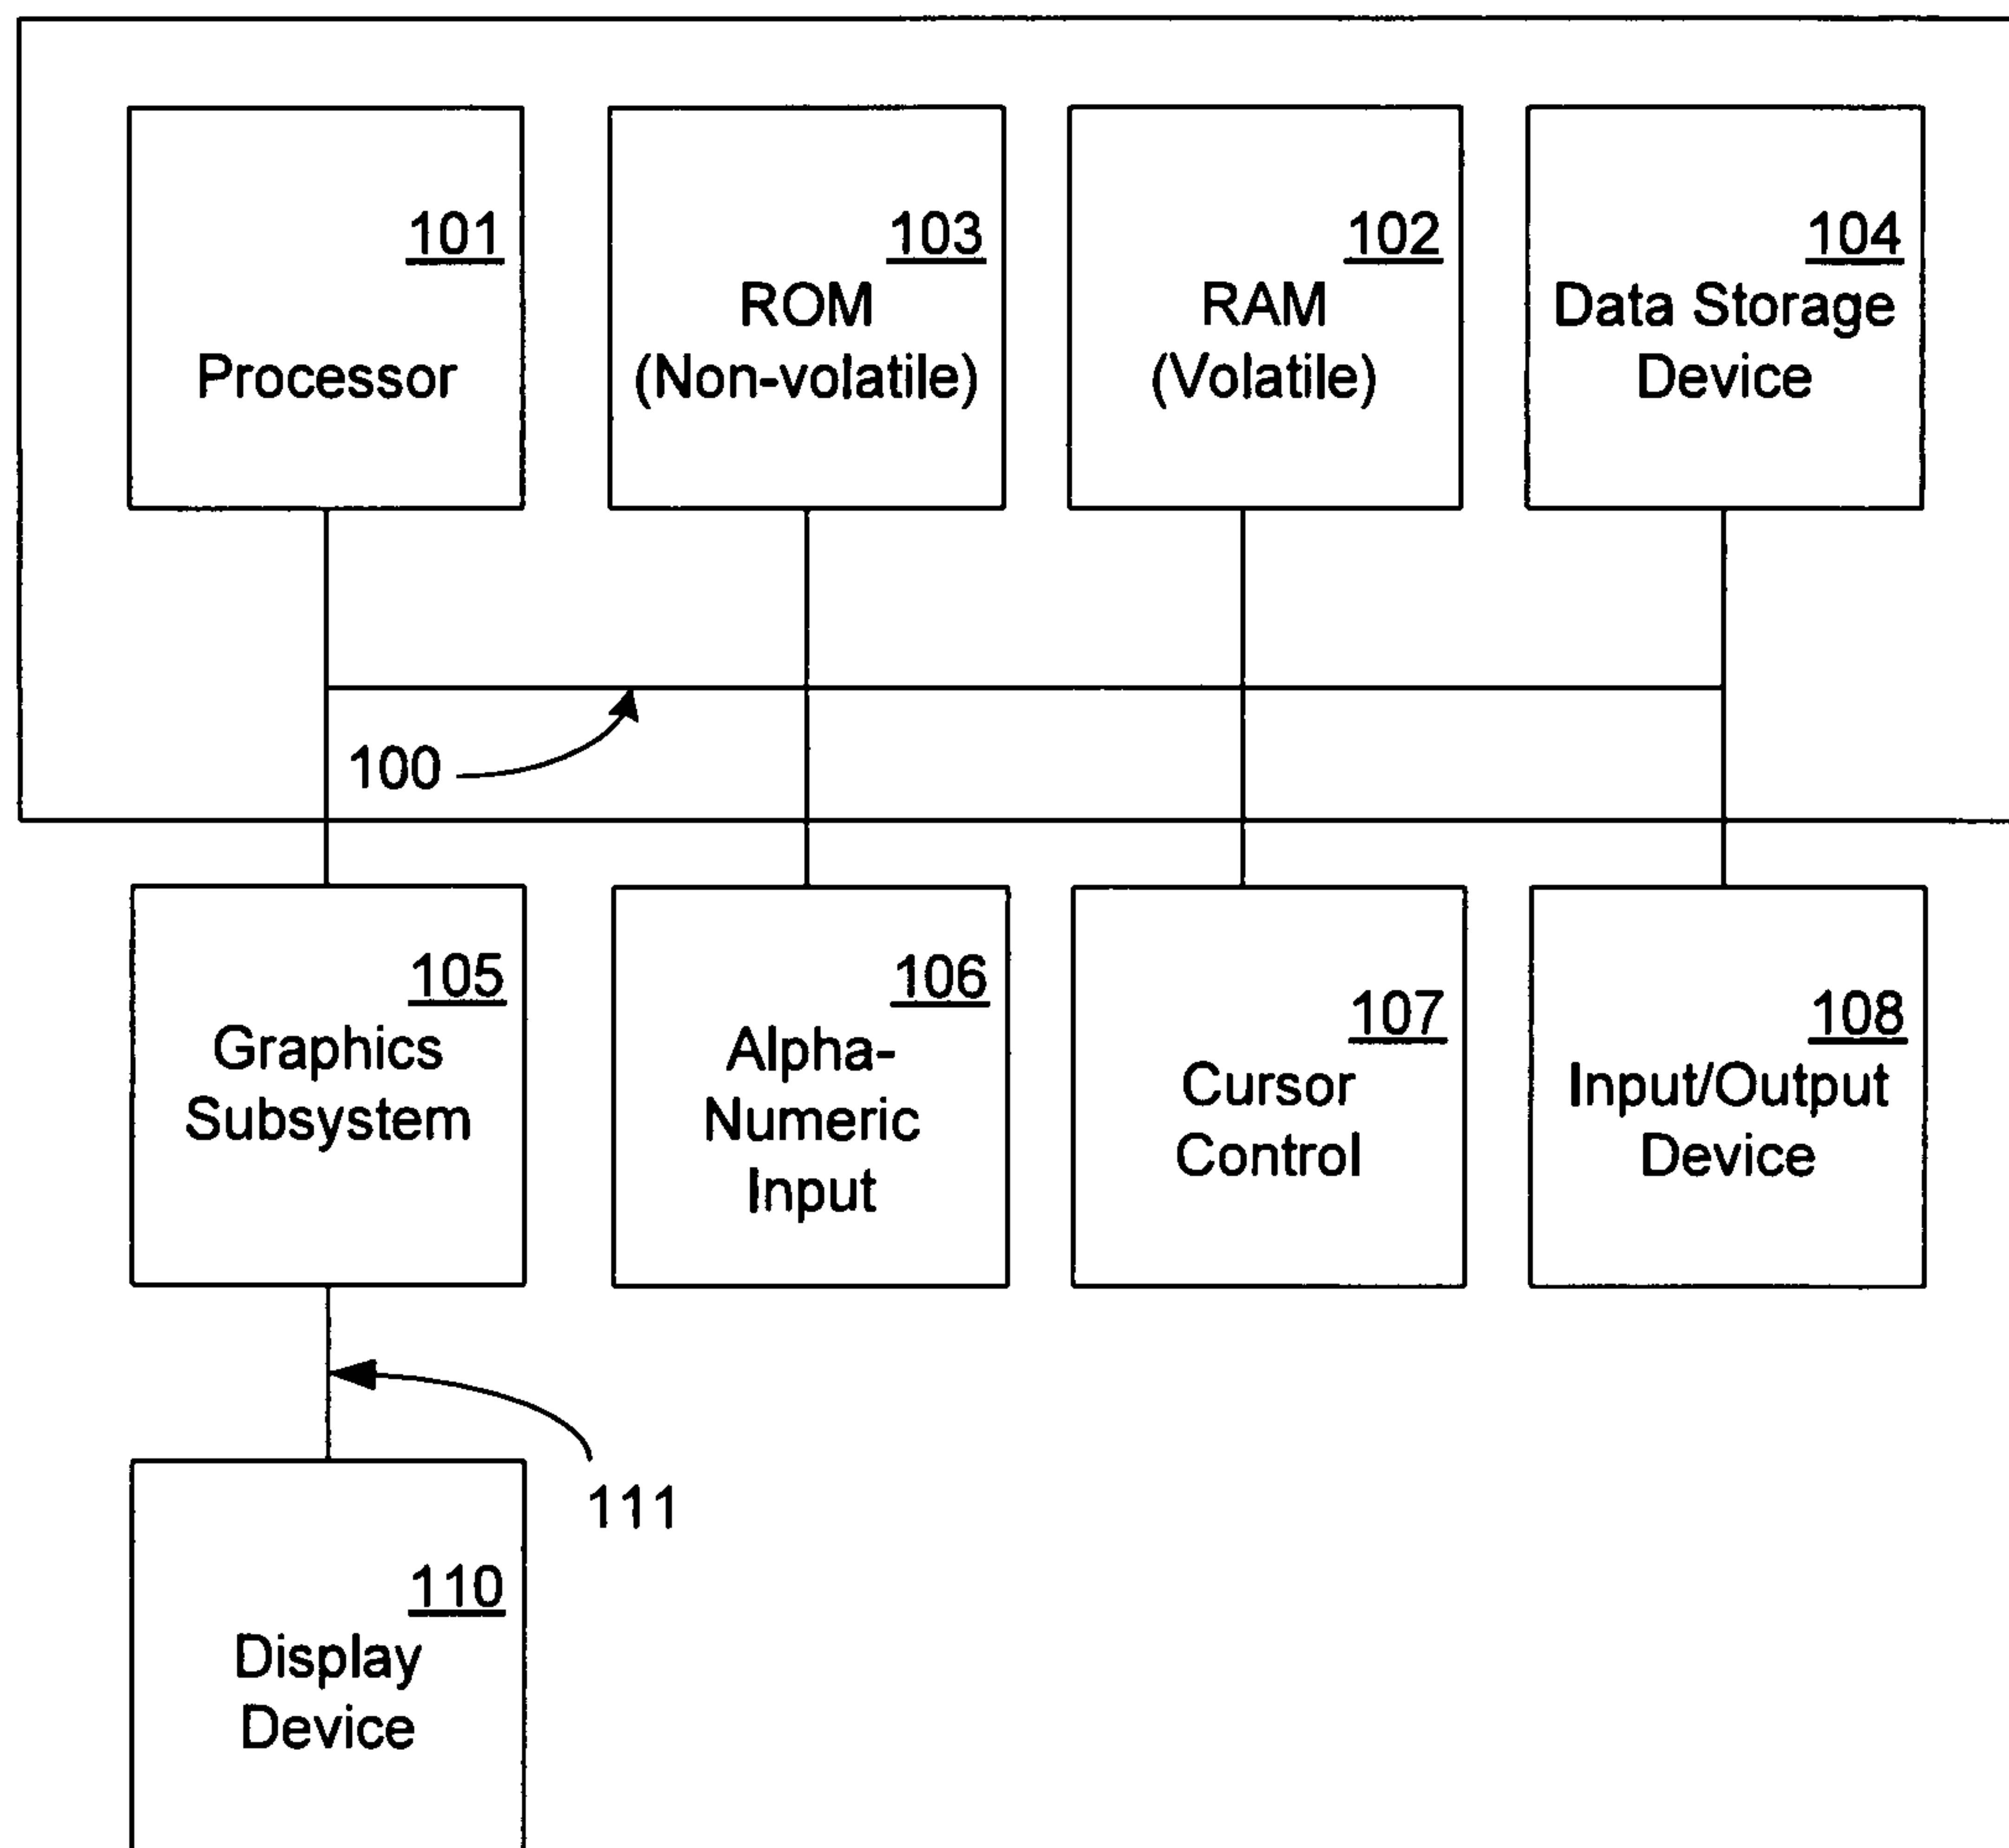 101
Processor
103
ROM
(Non-volatile)
102
RAM
(Volatile)
104
Data Storage
Device
100
105
Graphics
Subsystem
106
Alpha-
Numeric
Input
107
Cursor
Control
108
Input/Output
Device
111
110
Display
Device